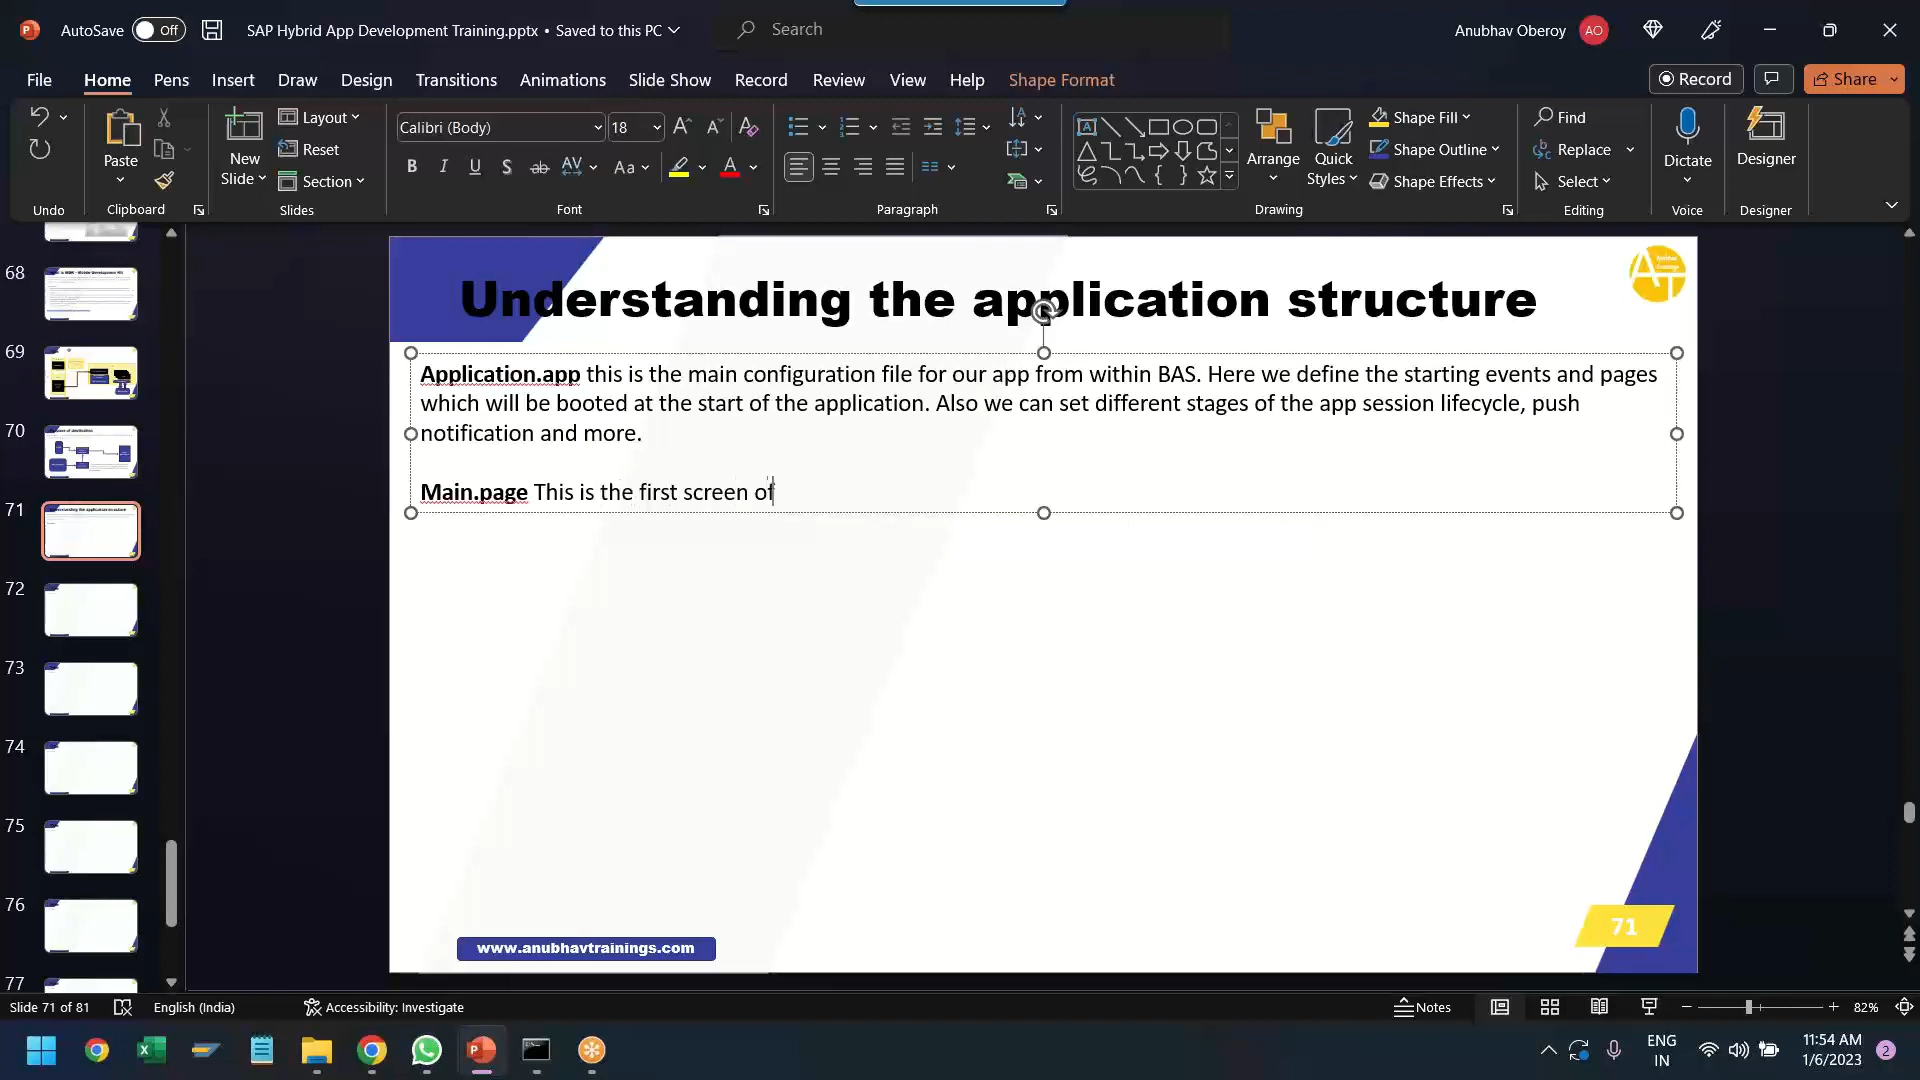 AutoSave Off SAP Hybrid App Development Training.pptx • Saved to this PC Search Anubhav Oberoy AO
File Home Pens Insert Draw Design Transitions Animations Slide Show Record Review View Help Shape Format Record Share
Paste New Slide Layout Reset Section Calibri (Body) 18 Shape Fill Shape Outline Shape Effects Arrange Quick Styles Find Replace Select Dictate Designer
Undo Clipboard Slides Font Paragraph Drawing Editing Voice Designer
68
69
70
71
72
73
74
75
76
77
Understanding the application structure
Application.app this is the main configuration file for our app from within BAS. Here we define the starting events and pages
which will be booted at the start of the application. Also we can set different stages of the app session lifecycle, push
notification and more.
Main.page This is the first screen of
www.anubhavtrainings.com
71
Slide 71 of 81 English (India) Accessibility: Investigate Notes 82%
ENG
IN
11:54 AM
1/6/2023
2